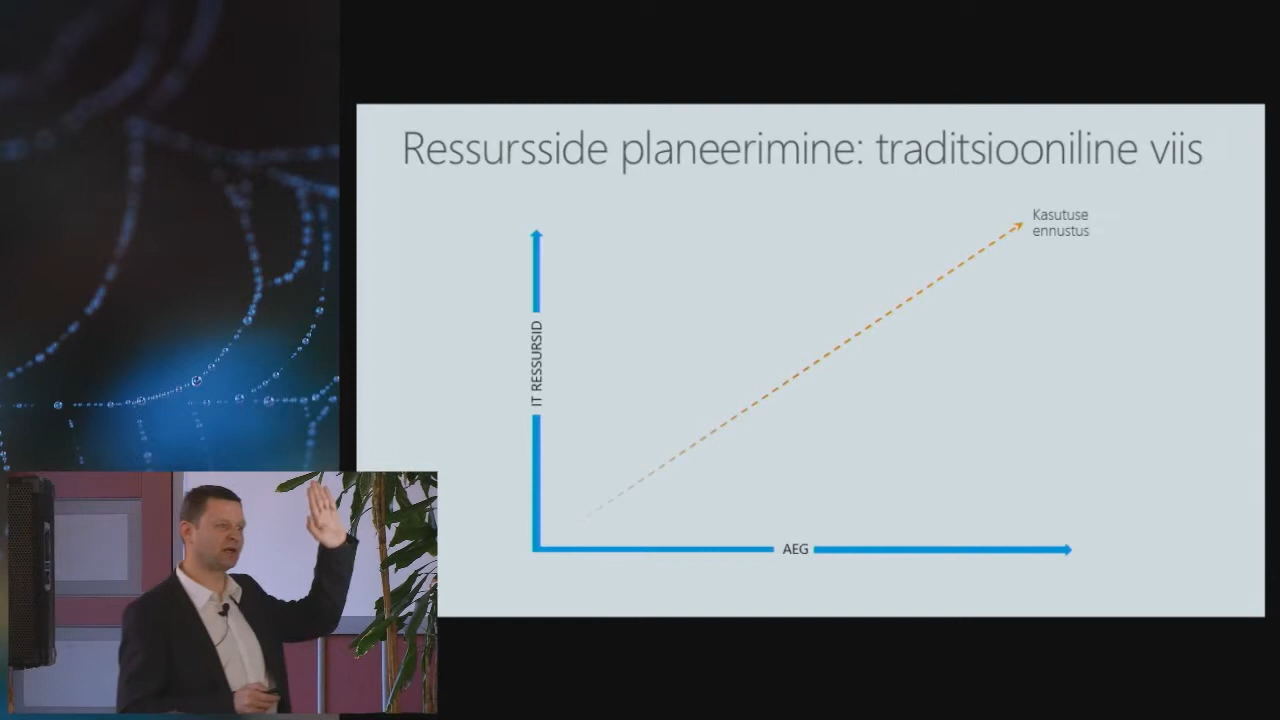 Ressursside planeerimine: traditsiooniline viis
Kasutuse
ennustus
IT RESSURSID
AEG